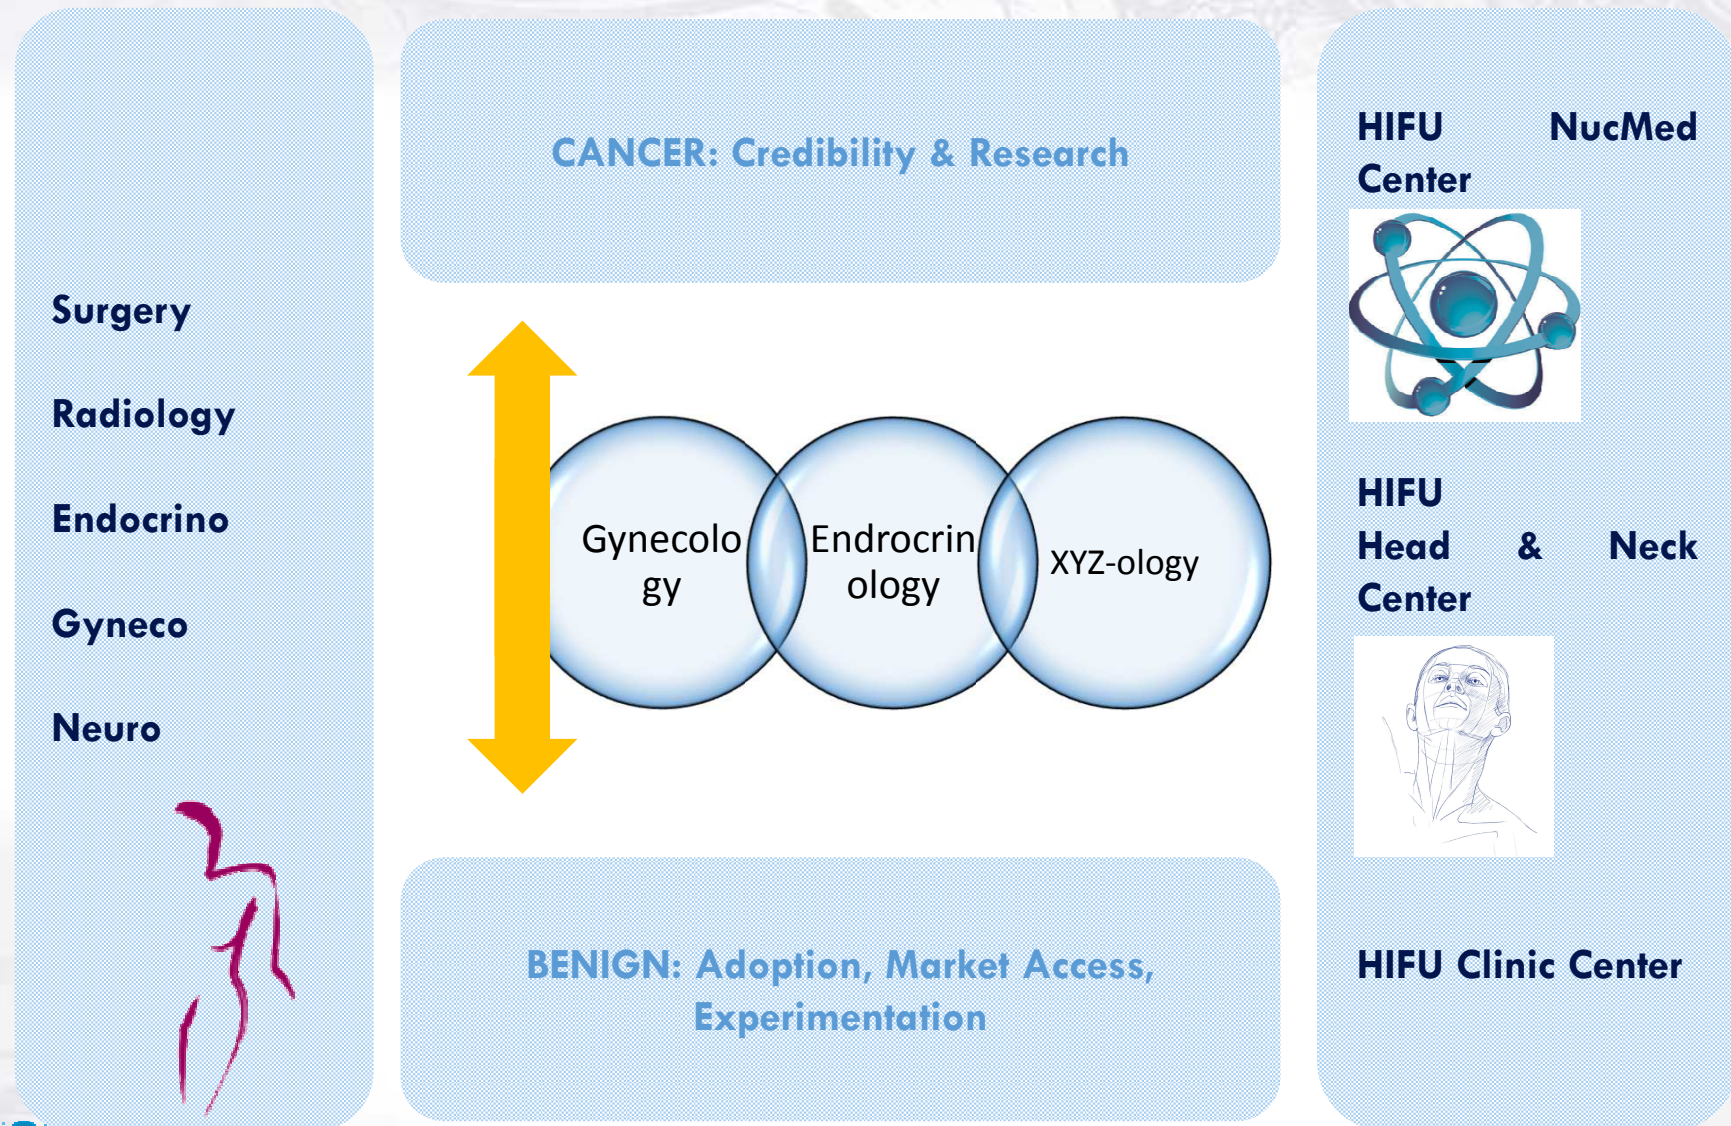 Surgery
Radiology
Endocrino
Gyneco
Neuro
CANCER: Credibility & Research
Gynecolo
gy
Endrocrin
ology
XYZ-ology
BENIGN: Adoption, Market Access,
Experimentation
HIFU NucMed
Center
HIFU
Head & Neck
Center
HIFU Clinic Center